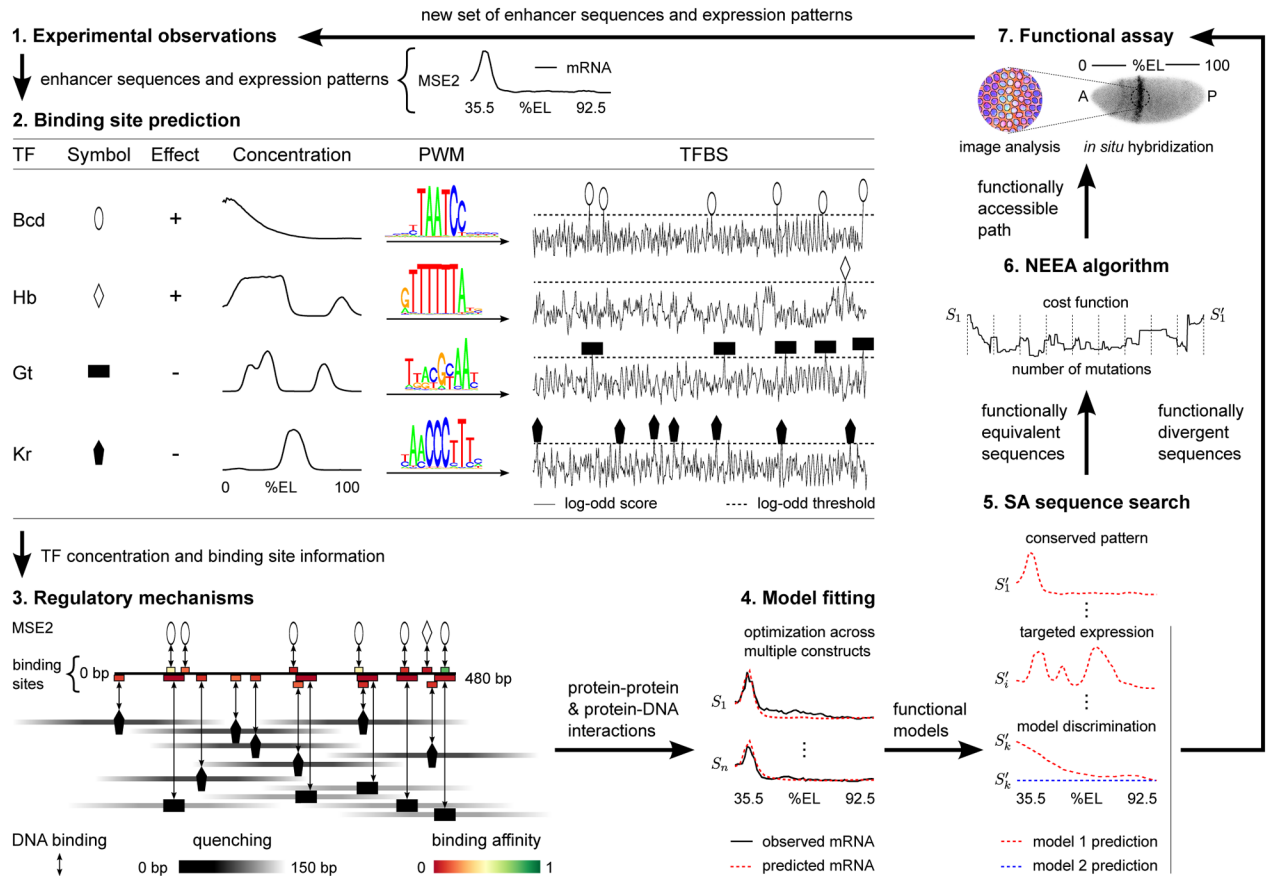 new set of enhancer sequences and expression patterns
1. Experimental observations
7. Functional assay
enhancer sequences and expression patterns
MSE2
mRNA
35.5 %EL 92.5
0 %EL 100
A
P
image analysis
in situ hybridization
2. Binding site prediction
TF Symbol Effect Concentration PWM TFBS
Bcd +
TAATCC
Hb +
GTTTTTTA
Gt -
TTACGCAAT
Kr -
AACCCTTT
0 %EL 100
log-odd score
log-odd threshold
functionally
accessible
path
6. NEEA algorithm
cost function
S1
S′1
number of mutations
functionally
equivalent
sequences
functionally
divergent
sequences
5. SA sequence search
TF concentration and binding site information
3. Regulatory mechanisms
MSE2
binding
sites
0 bp
480 bp
DNA binding
quenching
0 bp
150 bp
binding affinity
0
1
protein-protein
& protein-DNA
interactions
4. Model fitting
optimization across
multiple constructs
S1
⋮
Sn
35.5 %EL 92.5
observed mRNA
predicted mRNA
functional
models
conserved pattern
S′1
⋮
targeted expression
S′i
⋮
model discrimination
S′k
S′k
35.5 %EL 92.5
model 1 prediction
model 2 prediction